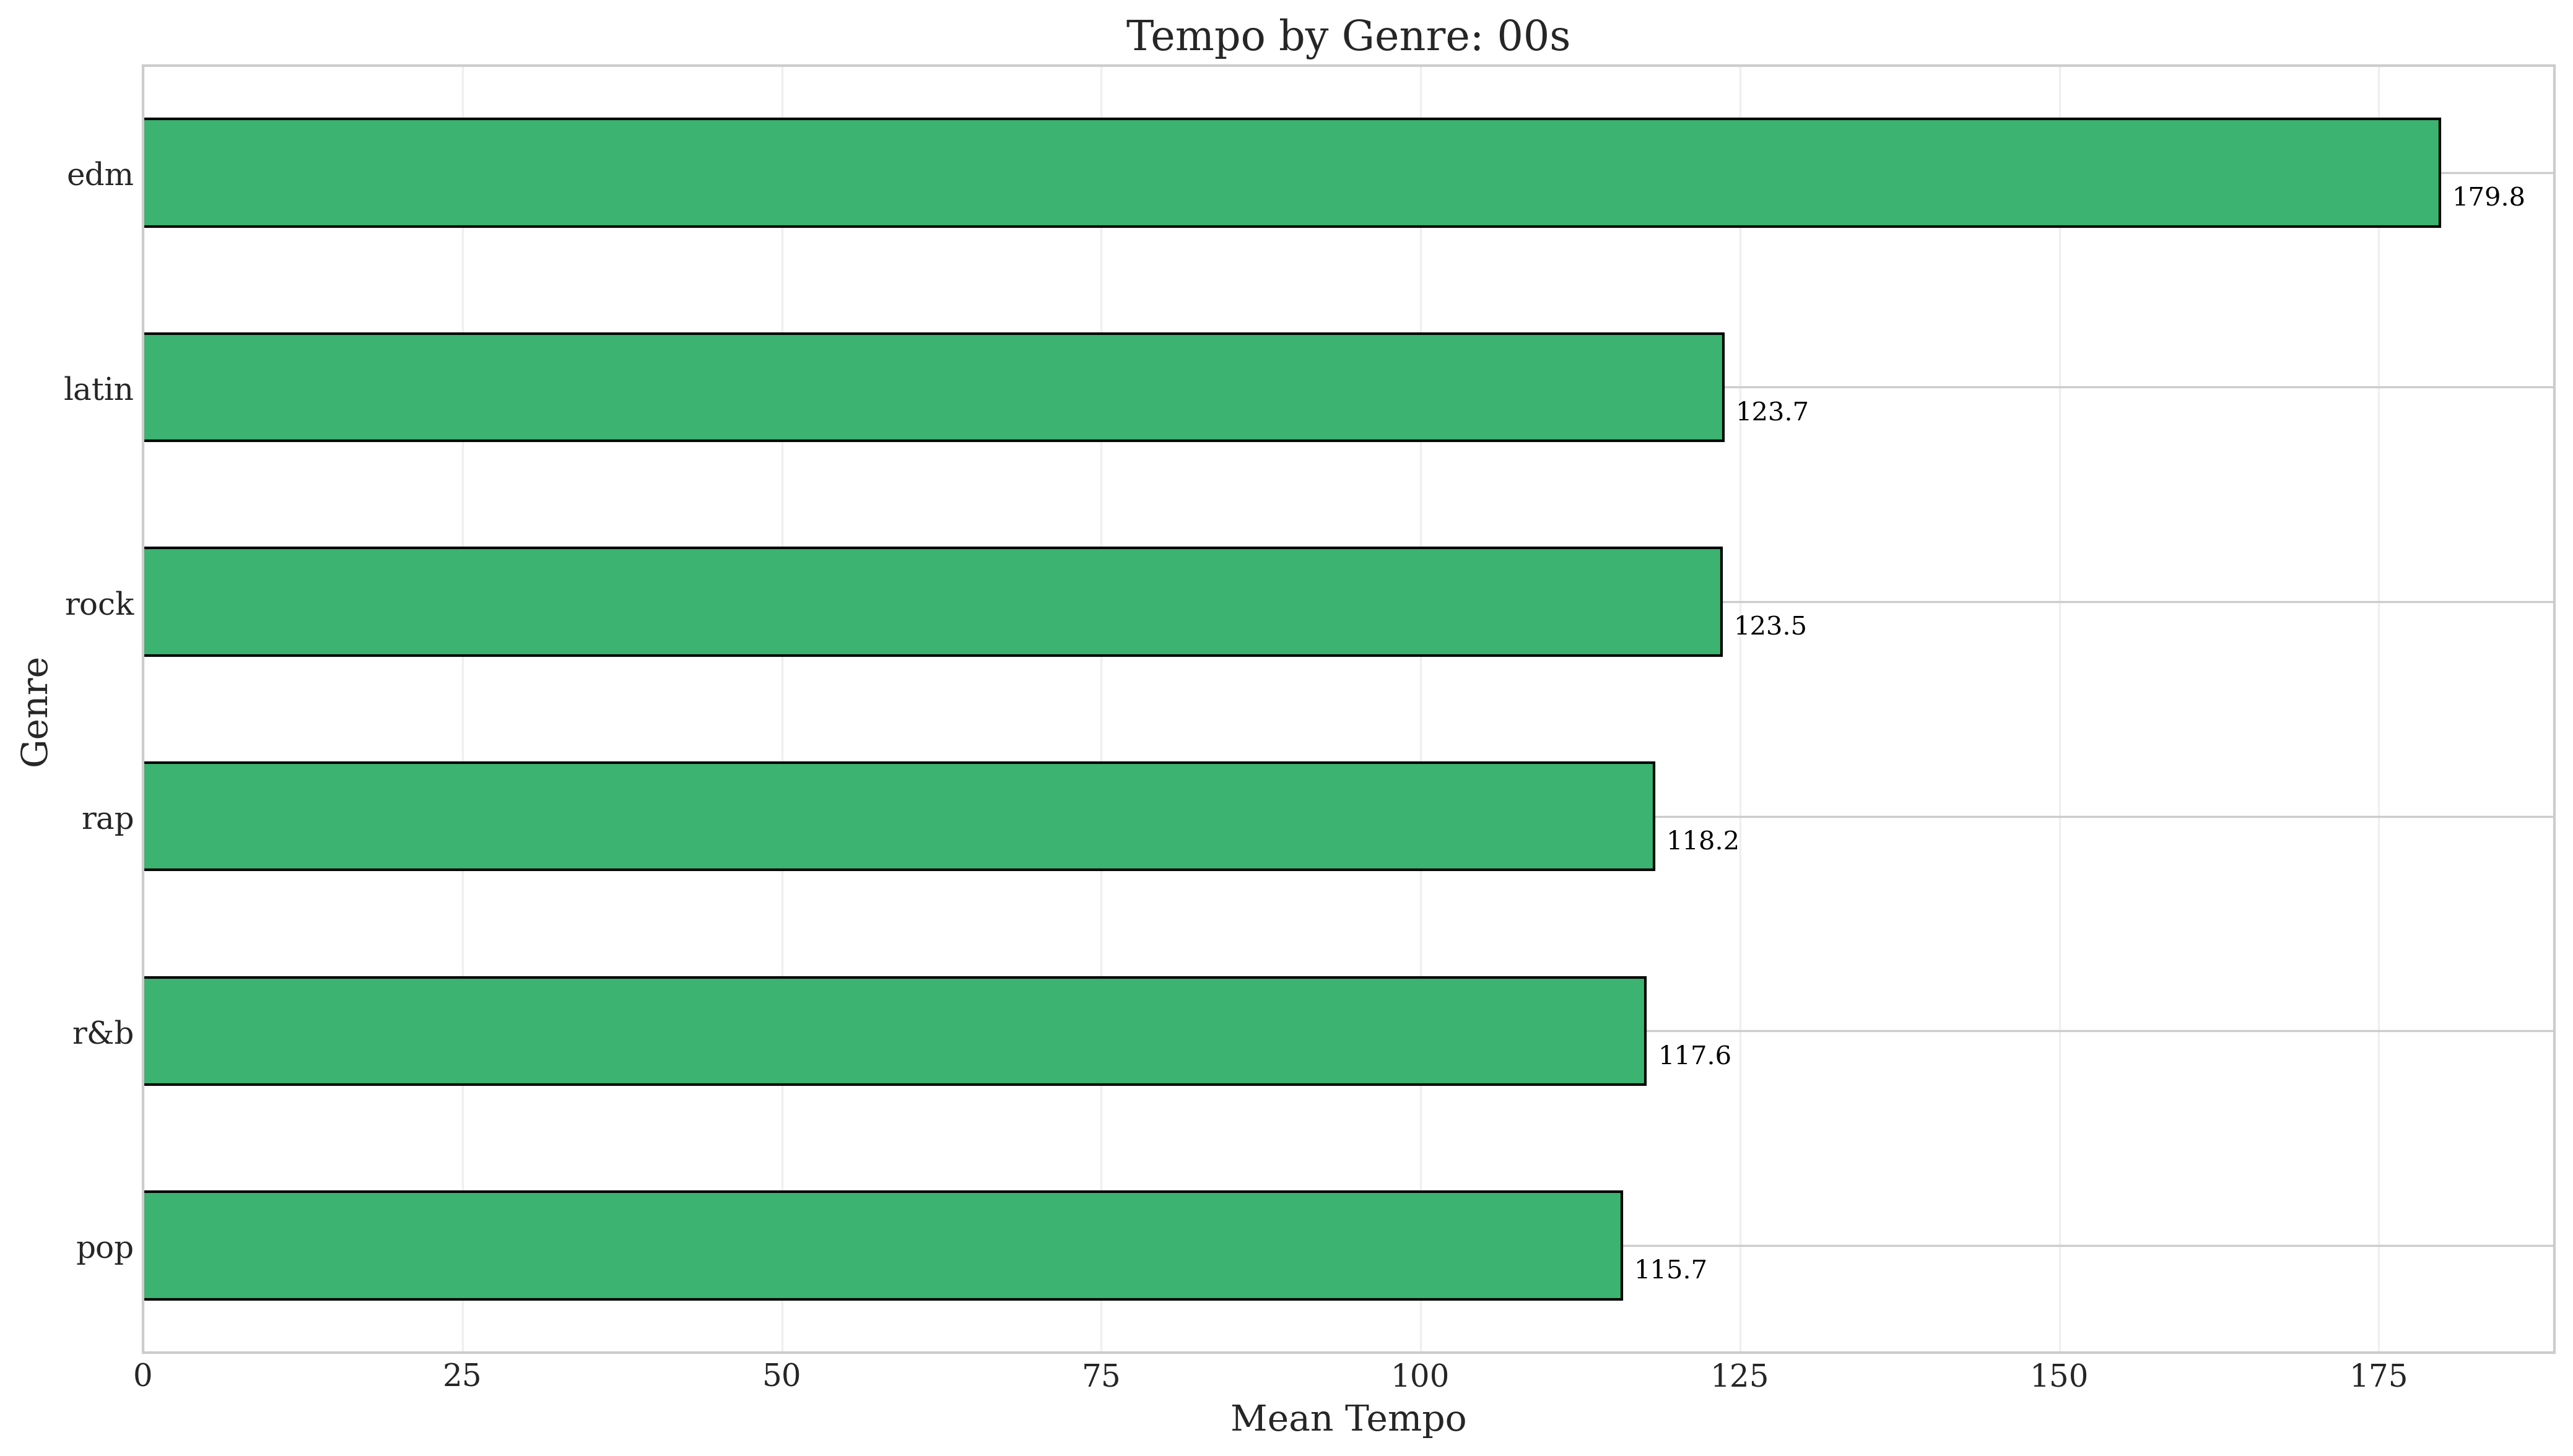 Tempo by Genre: 00s
edm
179.8
latin
123.7
rock
123.5
Genre
rap
118.2
r&b
117.6
pop
115.7
0 25 50 75 100 125 150 175
Mean Tempo